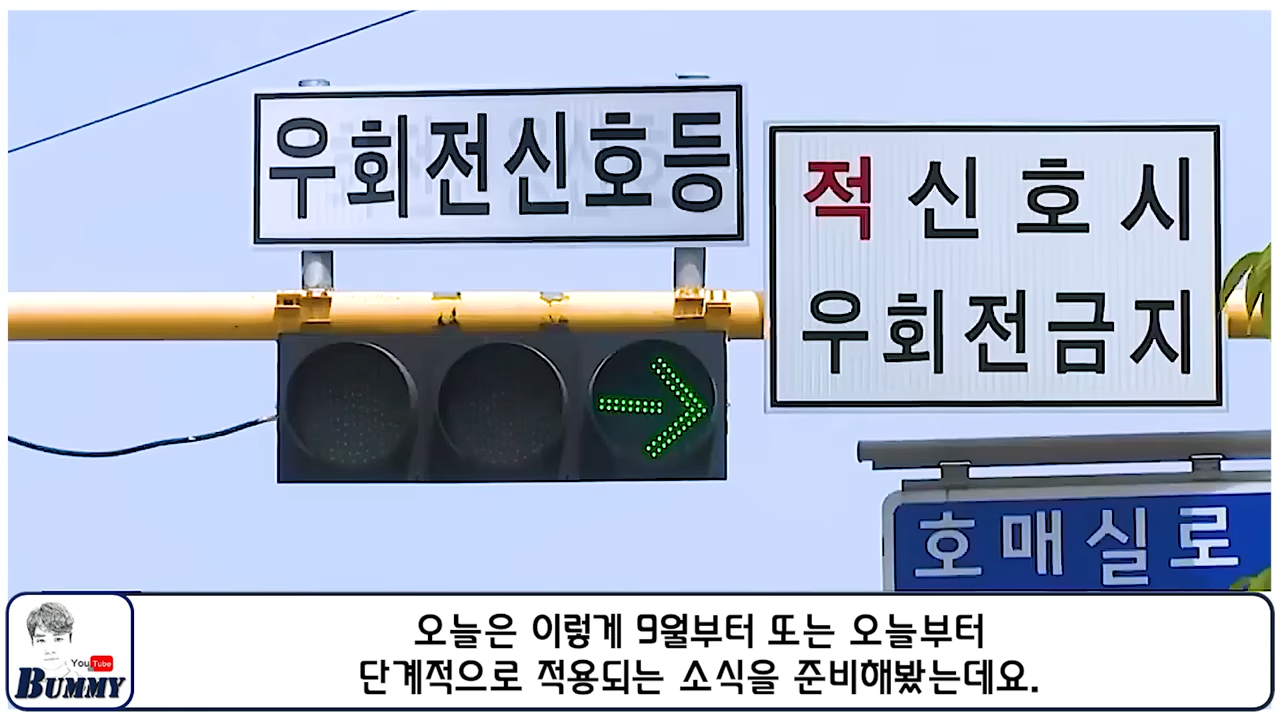 우회전신호등
적신호시
우회전금지
호매실로
오늘은 이렇게 9월부터 또는 오늘부터
단계적으로 적용되는 소식을 준비해봤는데요.
YouTube
BUMMY